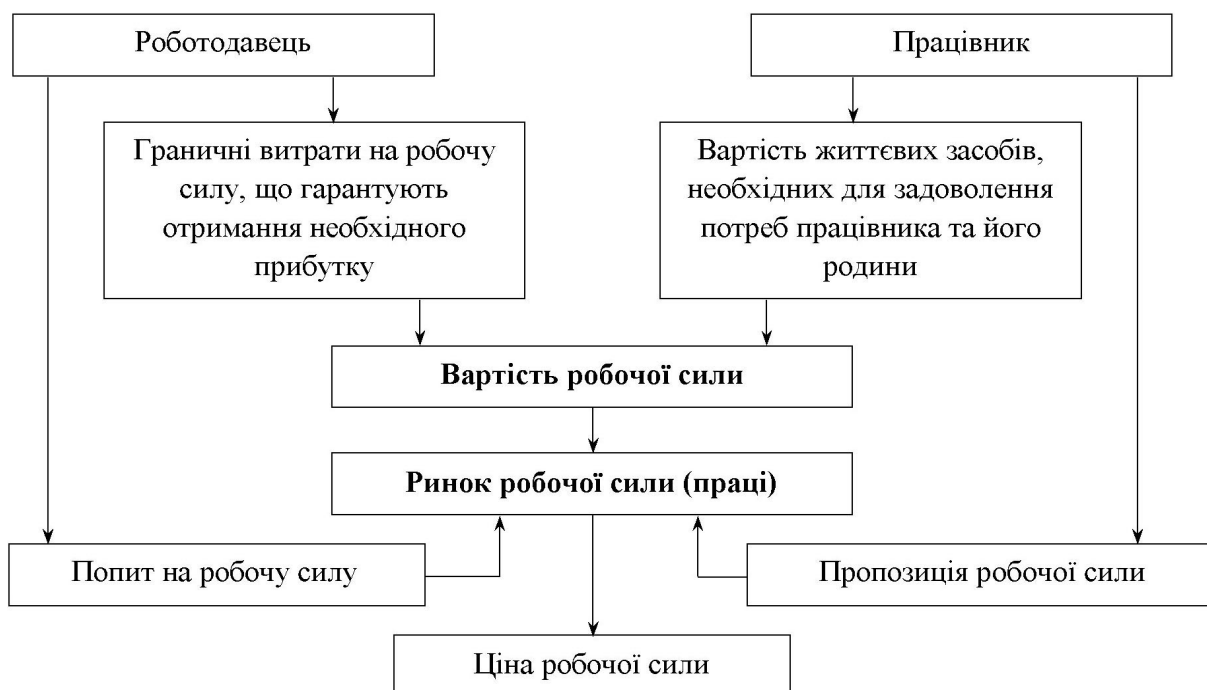 Роботодавець
Працівник
Граничні витрати на робочу
силу, що гарантують
отримання необхідного
прибутку
Вартість життєвих засобів,
необхідних для задоволення
потреб працівника та його
родини
Вартість робочої сили
Ринок робочої сили (праці)
Попит на робочу силу
Пропозиція робочої сили
Ціна робочої сили